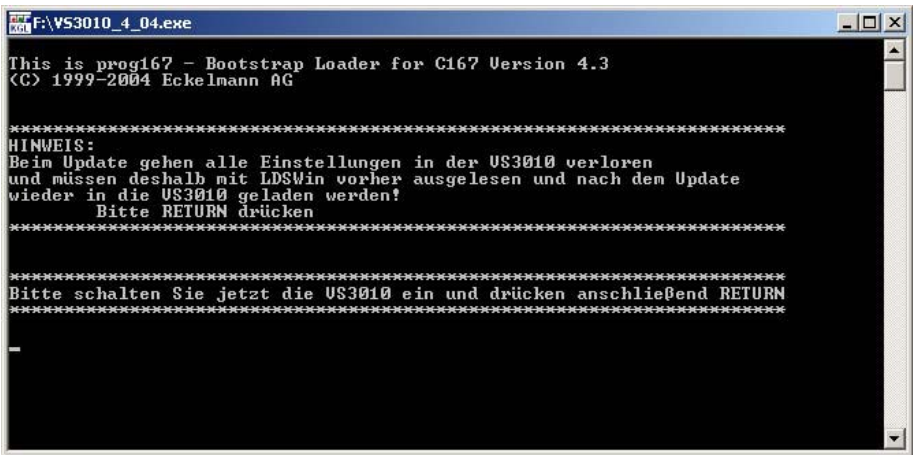 KGL F:\VS3010_4_04.exe
This is prog167 - Bootstrap Loader for C167 Version 4.3
(C) 1999-2004 Eckelmann AG
**************************************************************************************
HINWEIS:
Beim Update gehen alle Einstellungen in der VS3010 verloren
und müssen deshalb mit LDSWin vorher ausgelesen und nach dem Update
wieder in die VS3010 geladen werden!
Bitte RETURN drücken
**************************************************************************************
**************************************************************************************
Bitte schalten Sie jetzt die VS3010 ein und drücken anschließend RETURN
**************************************************************************************
_